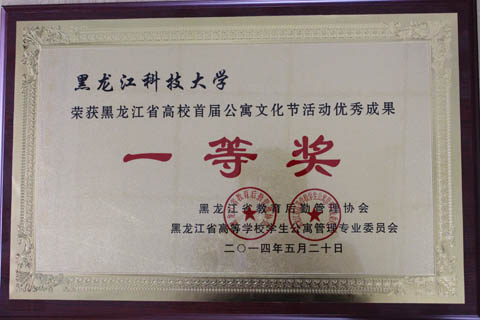 黑龙江科技大学
荣获黑龙江省高校首届公寓文化节活动优秀成果
一等奖
黑龙江省教育后勤管理协会
黑龙江省高等学校学生公寓管理专业委员会
二〇一四年五月二十日